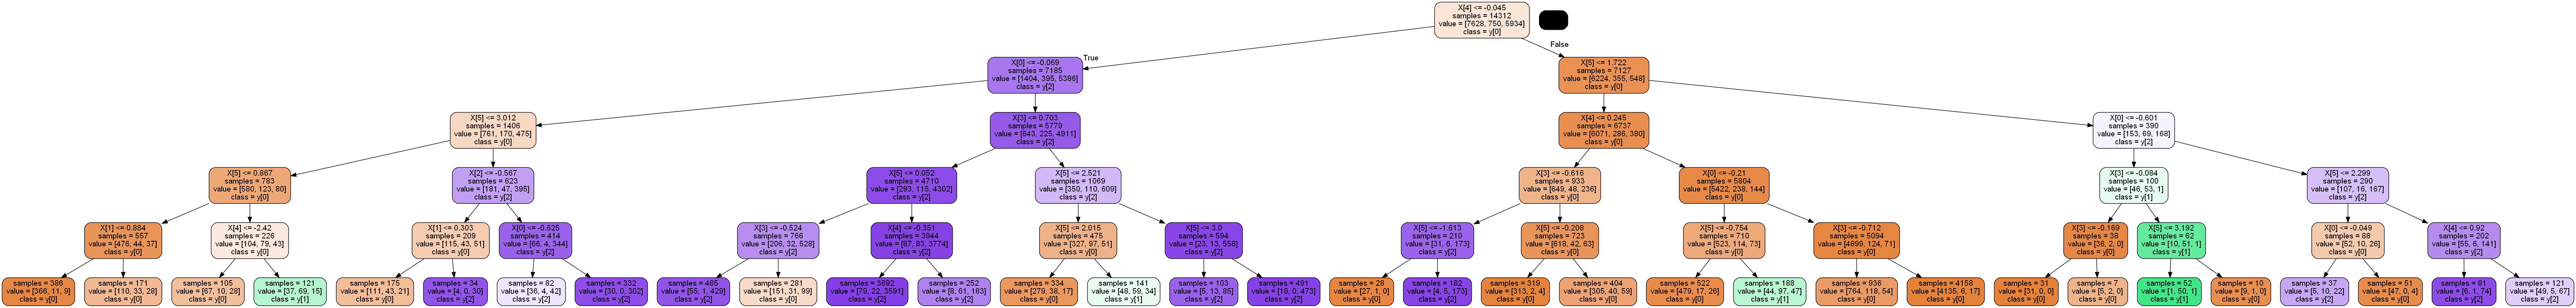 X[4] <= -0.045
samples = 14312
value = [7628, 750, 5934]
class = y[0]
True
False
X[0] <= -0.069
samples = 7185
value = [1404, 395, 5386]
class = y[2]
X[5] <= 1.722
samples = 7127
value = [6224, 355, 548]
class = y[0]
X[5] <= 3.012
samples = 1406
value = [761, 170, 475]
class = y[0]
X[3] <= 0.703
samples = 5779
value = [643, 225, 4911]
class = y[2]
X[4] <= 0.245
samples = 6737
value = [6071, 286, 380]
class = y[0]
X[0] <= -0.601
samples = 390
value = [153, 69, 168]
class = y[2]
X[5] <= 0.867
samples = 783
value = [580, 123, 80]
class = y[0]
X[2] <= -0.567
samples = 623
value = [181, 47, 395]
class = y[2]
X[5] <= 0.052
samples = 4710
value = [293, 115, 4302]
class = y[2]
X[5] <= 2.521
samples = 1069
value = [350, 110, 609]
class = y[2]
X[3] <= -0.616
samples = 933
value = [649, 48, 236]
class = y[0]
X[0] <= -0.21
samples = 5804
value = [5422, 238, 144]
class = y[0]
X[3] <= -0.084
samples = 100
value = [46, 53, 1]
class = y[1]
X[5] <= 2.299
samples = 290
value = [107, 16, 167]
class = y[2]
X[1] <= 0.884
samples = 557
value = [476, 44, 37]
class = y[0]
X[4] <= -2.42
samples = 226
value = [104, 79, 43]
class = y[0]
X[1] <= 0.303
samples = 209
value = [115, 43, 51]
class = y[0]
X[0] <= -0.625
samples = 414
value = [66, 4, 344]
class = y[2]
X[3] <= -0.524
samples = 766
value = [206, 32, 528]
class = y[2]
X[4] <= -0.351
samples = 3944
value = [87, 83, 3774]
class = y[2]
X[5] <= 2.015
samples = 475
value = [327, 97, 51]
class = y[0]
X[5] <= 3.0
samples = 594
value = [23, 13, 558]
class = y[2]
X[5] <= -1.613
samples = 210
value = [31, 6, 173]
class = y[2]
X[5] <= -0.208
samples = 723
value = [618, 42, 63]
class = y[0]
X[5] <= -0.754
samples = 710
value = [523, 114, 73]
class = y[0]
X[3] <= -0.712
samples = 5094
value = [4899, 124, 71]
class = y[0]
X[3] <= -0.169
samples = 38
value = [36, 2, 0]
class = y[0]
X[5] <= 3.192
samples = 62
value = [10, 51, 1]
class = y[1]
X[0] <= -0.049
samples = 88
value = [52, 10, 26]
class = y[0]
X[4] <= 0.92
samples = 202
value = [55, 6, 141]
class = y[2]
samples = 386
value = [366, 11, 9]
class = y[0]
samples = 171
value = [110, 33, 28]
class = y[0]
samples = 105
value = [67, 10, 28]
class = y[0]
samples = 121
value = [37, 69, 15]
class = y[1]
samples = 175
value = [111, 43, 21]
class = y[0]
samples = 34
value = [4, 0, 30]
class = y[2]
samples = 82
value = [36, 4, 42]
class = y[2]
samples = 332
value = [30, 0, 302]
class = y[2]
samples = 485
value = [55, 1, 429]
class = y[2]
samples = 281
value = [151, 31, 99]
class = y[0]
samples = 3692
value = [79, 22, 3591]
class = y[2]
samples = 252
value = [8, 61, 183]
class = y[2]
samples = 334
value = [279, 38, 17]
class = y[0]
samples = 141
value = [48, 59, 34]
class = y[1]
samples = 103
value = [5, 13, 85]
class = y[2]
samples = 491
value = [18, 0, 473]
class = y[2]
samples = 28
value = [27, 1, 0]
class = y[0]
samples = 182
value = [4, 5, 173]
class = y[2]
samples = 319
value = [313, 2, 4]
class = y[0]
samples = 404
value = [305, 40, 59]
class = y[0]
samples = 522
value = [479, 17, 26]
class = y[0]
samples = 188
value = [44, 97, 47]
class = y[1]
samples = 936
value = [764, 118, 54]
class = y[0]
samples = 4158
value = [4135, 6, 17]
class = y[0]
samples = 31
value = [31, 0, 0]
class = y[0]
samples = 7
value = [5, 2, 0]
class = y[0]
samples = 52
value = [1, 50, 1]
class = y[1]
samples = 10
value = [9, 1, 0]
class = y[0]
samples = 37
value = [5, 10, 22]
class = y[2]
samples = 51
value = [47, 0, 4]
class = y[0]
samples = 81
value = [6, 1, 74]
class = y[2]
samples = 121
value = [49, 5, 67]
class = y[2]